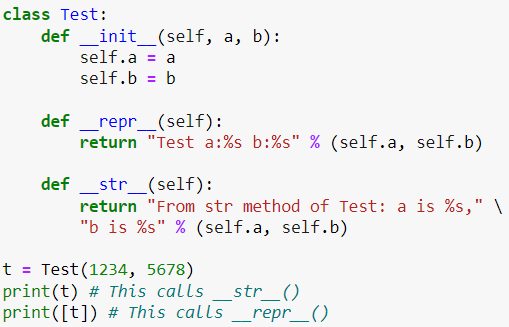 class Test:
    def __init__(self, a, b):
        self.a = a
        self.b = b

    def __repr__(self):
        return "Test a:%s b:%s" % (self.a, self.b)

    def __str__(self):
        return "From str method of Test: a is %s," \
        "b is %s" % (self.a, self.b)

t = Test(1234, 5678)
print(t) # This calls __str__()
print([t]) # This calls __repr__()